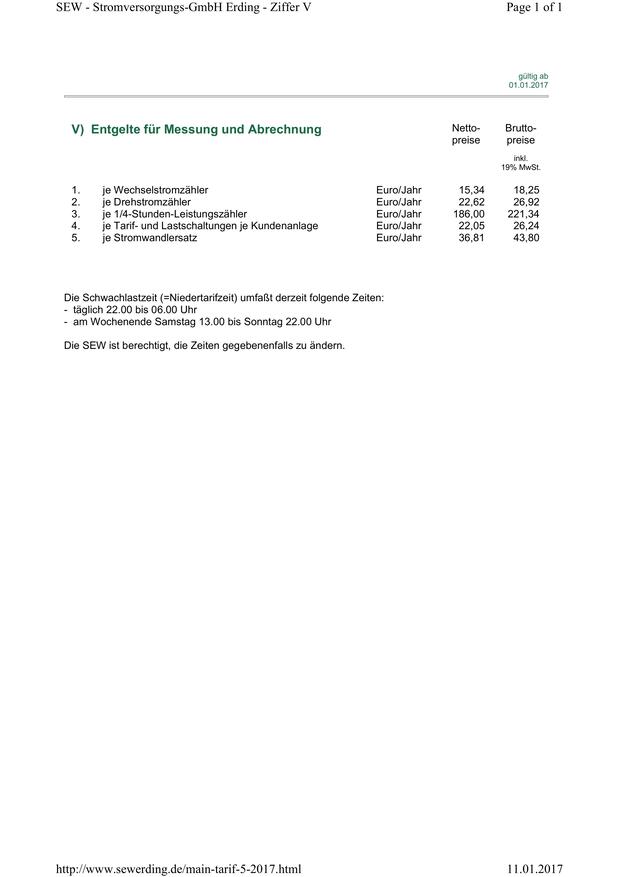 SEW - Stromversorgungs-GmbH Erding - Ziffer V Page 1 of 1
gültig ab
01.01.2017
V) Entgelte für Messung und Abrechnung Netto- Brutto-
preise preise
inkl.
19% MwSt.
1. je Wechselstromzähler Euro/Jahr 15,34 18,25
2. je Drehstromzähler Euro/Jahr 22,62 26,92
3. je 1/4-Stunden-Leistungszähler Euro/Jahr 186,00 221,34
4. je Tarif- und Lastschaltungen je Kundenanlage Euro/Jahr 22,05 26,24
5. je Stromwandlersatz Euro/Jahr 36,81 43,80
Die Schwachlastzeit (=Niedertarifzeit) umfaßt derzeit folgende Zeiten:
- täglich 22.00 bis 06.00 Uhr
- am Wochenende Samstag 13.00 bis Sonntag 22.00 Uhr
Die SEW ist berechtigt, die Zeiten gegebenenfalls zu ändern.
http://www.sewerding.de/main-tarif-5-2017.html 11.01.2017